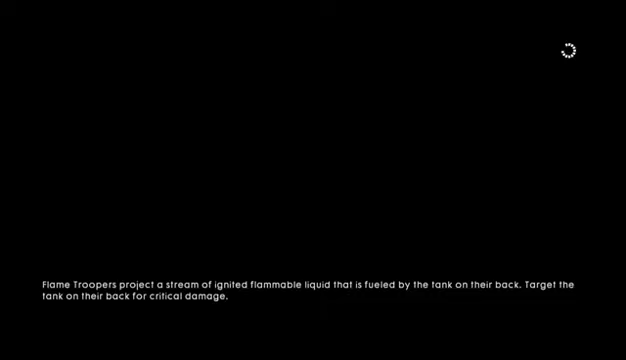 Flame Troopers project a stream of ignited flammable liquid that is fueled by the tank on their back. Target the
tank on their back for critical damage.